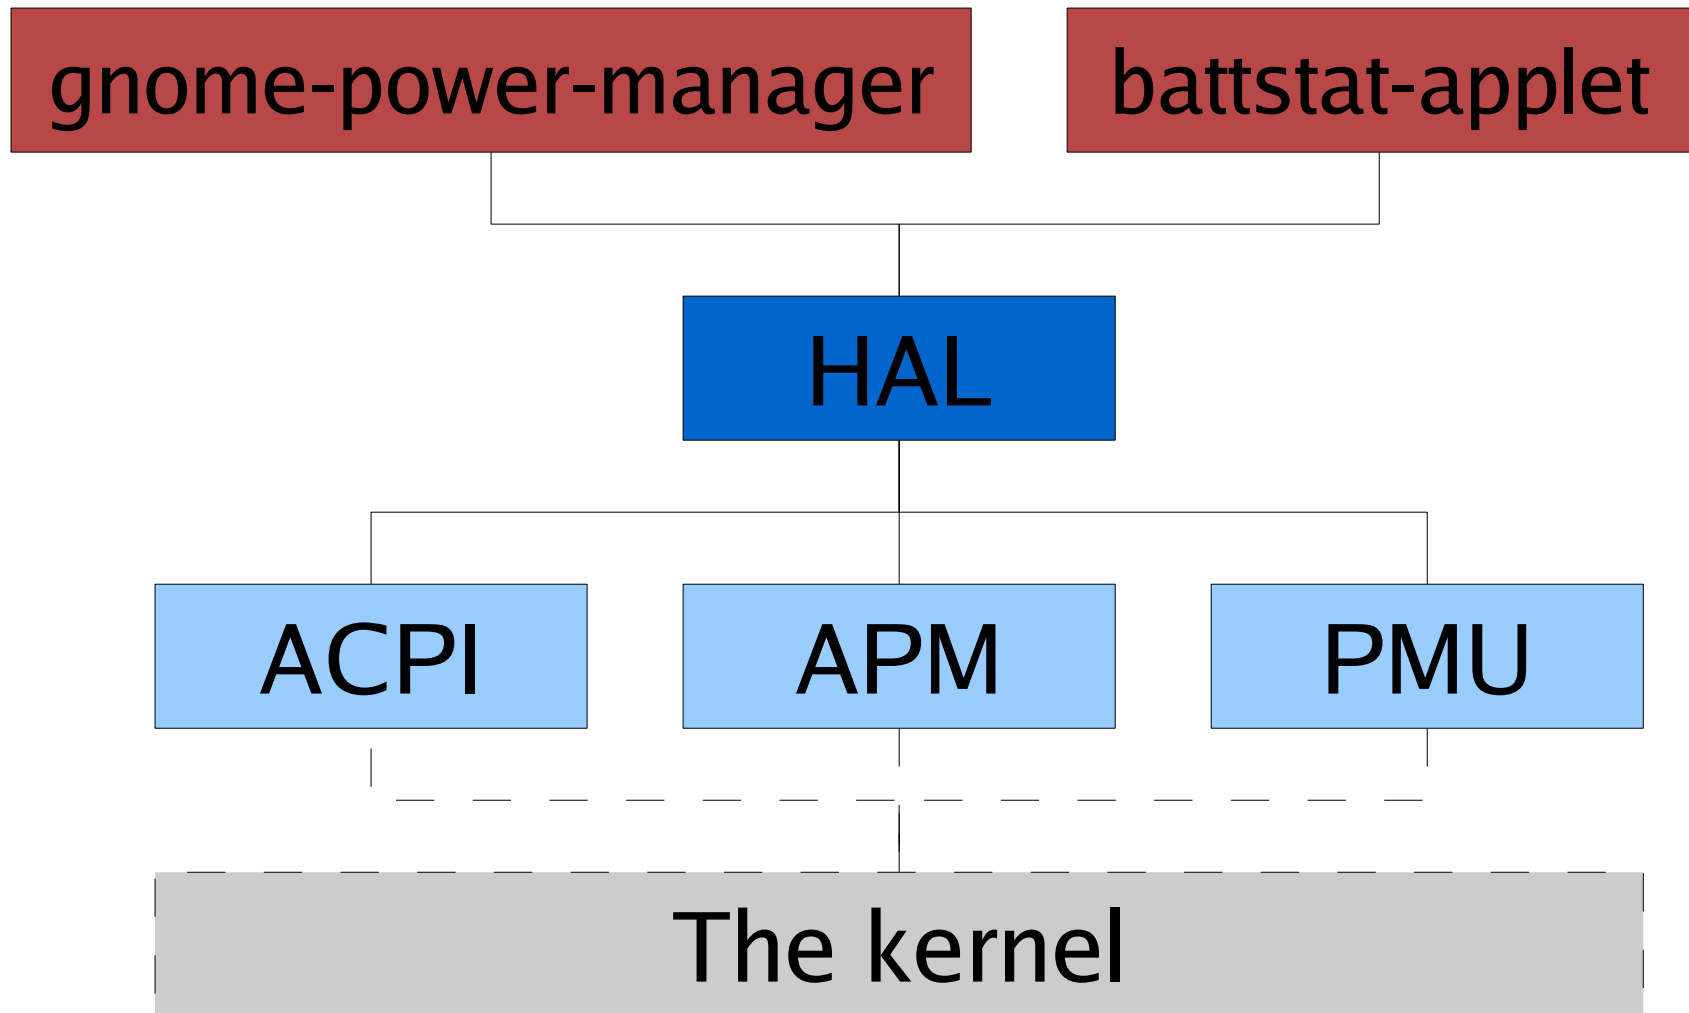 gnome-power-manager
battstat-applet
HAL
ACPI
APM
PMU
The kernel